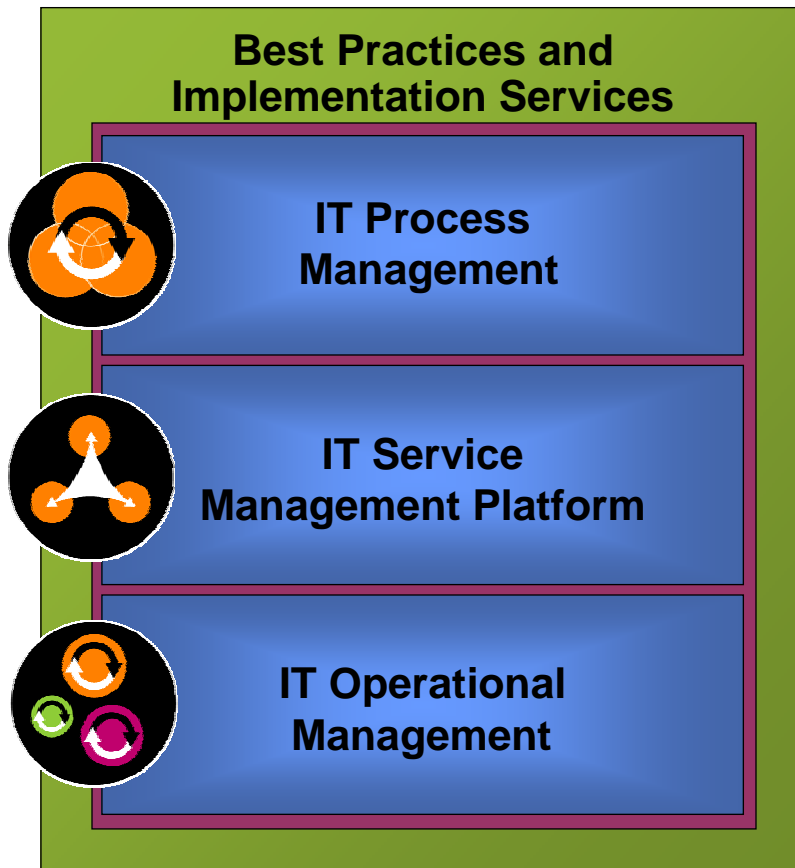 Best Practices and
Implementation Services
IT Process
Management
IT Service
Management Platform
IT Operational
Management